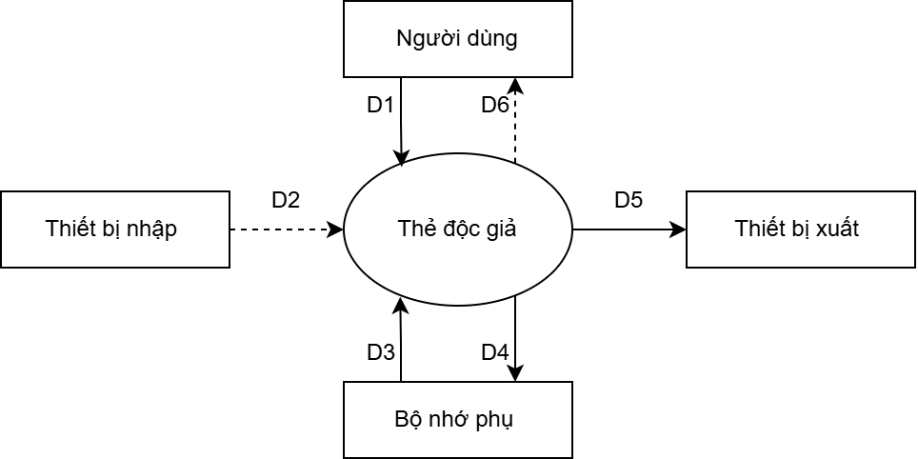 Người dùng
D1
D6
D2
D5
Thiết bị nhập
Thẻ độc giả
Thiết bị xuất
D3
D4
Bộ nhớ phụ